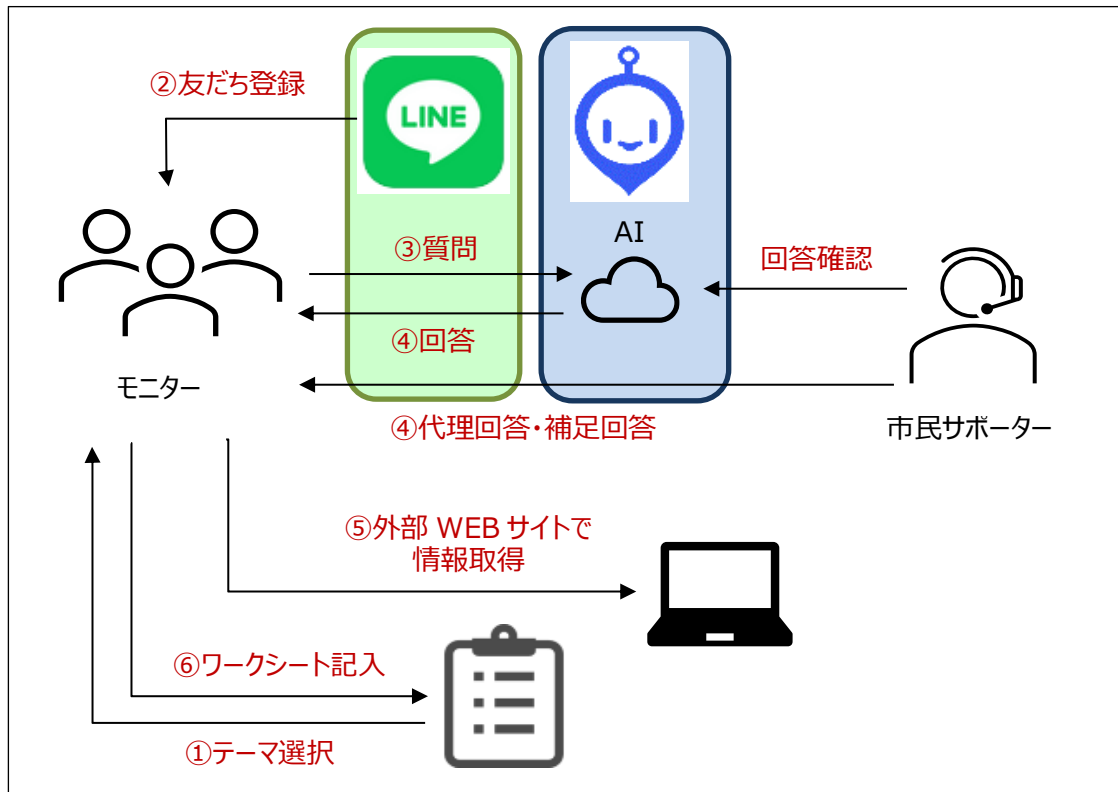 ②友だち登録
LINE
AI
③質問
回答確認
④回答
モニター
④代理回答・補足回答
市民サポーター
⑤外部 WEB サイトで
情報取得
⑥ワークシート記入
①テーマ選択